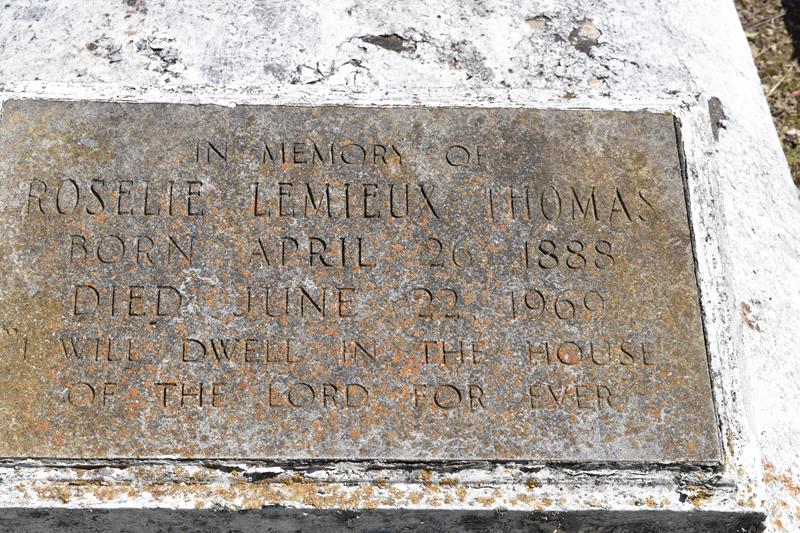 IN MEMORY OF
ROSELIE LEMIEUX THOMAS
BORN APRIL 26 1888
DIED JUNE 22 1969
"I WILL DWELL IN THE HOUSE
OF THE LORD FOR EVER"